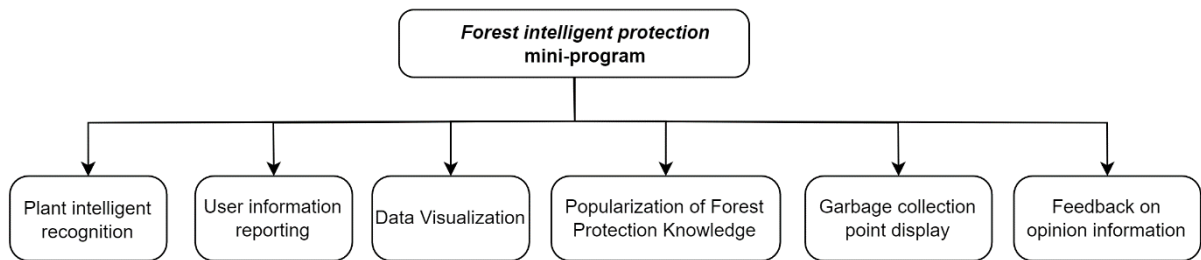 Forest intelligent protection
mini-program
Plant intelligent
recognition
User information
reporting
Data Visualization
Popularization of Forest
Protection Knowledge
Garbage collection
point display
Feedback on
opinion information